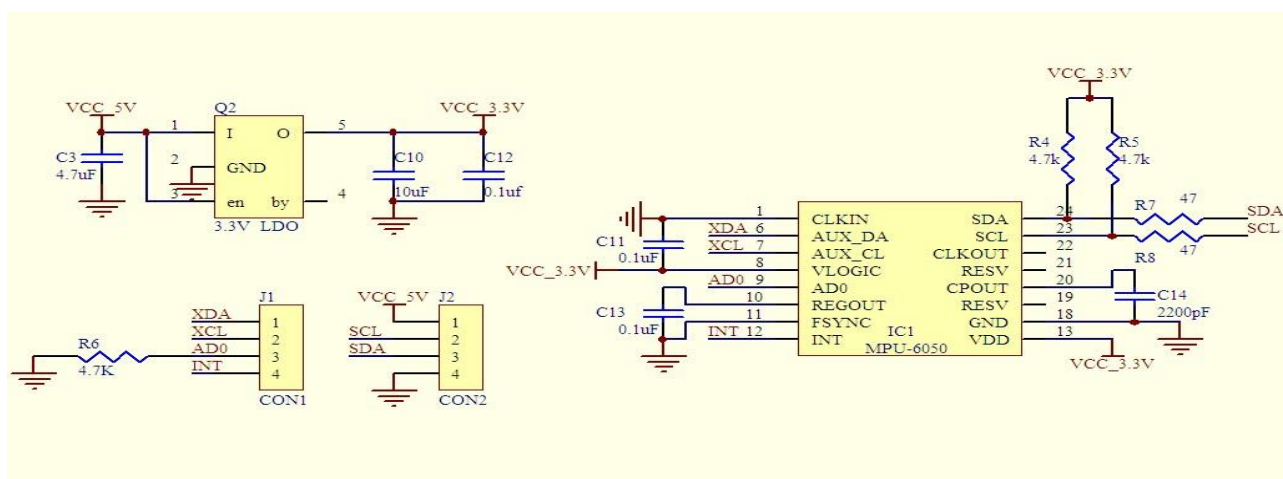 VCC_5V
Q2
VCC_3.3V
1
I
O
5
C3
4.7uF
2
GND
C10
10uF
C12
0.1uf
3
en
by
4
3.3V LDO
J1
XDA
1
XCL
2
AD0
3
INT
4
CON1
R6
4.7K
VCC_5V
J2
1
SCL
2
SDA
3
4
CON2
VCC_3.3V
R4
4.7k
R5
4.7k
1
CLKIN
SDA
24
R7
47
SDA
XDA
6
AUX_DA
SCL
23
47
SCL
R8
XCL
7
AUX_CL
CLKOUT
22
C11
0.1uF
VCC_3.3V
8
VLOGIC
RESV
21
AD0
9
AD0
CPOUT
20
10
REGOUT
RESV
19
C14
2200pF
C13
0.1uF
11
FSYNC
GND
18
INT
12
INT
IC1
VDD
13
MPU-6050
VCC_3.3V